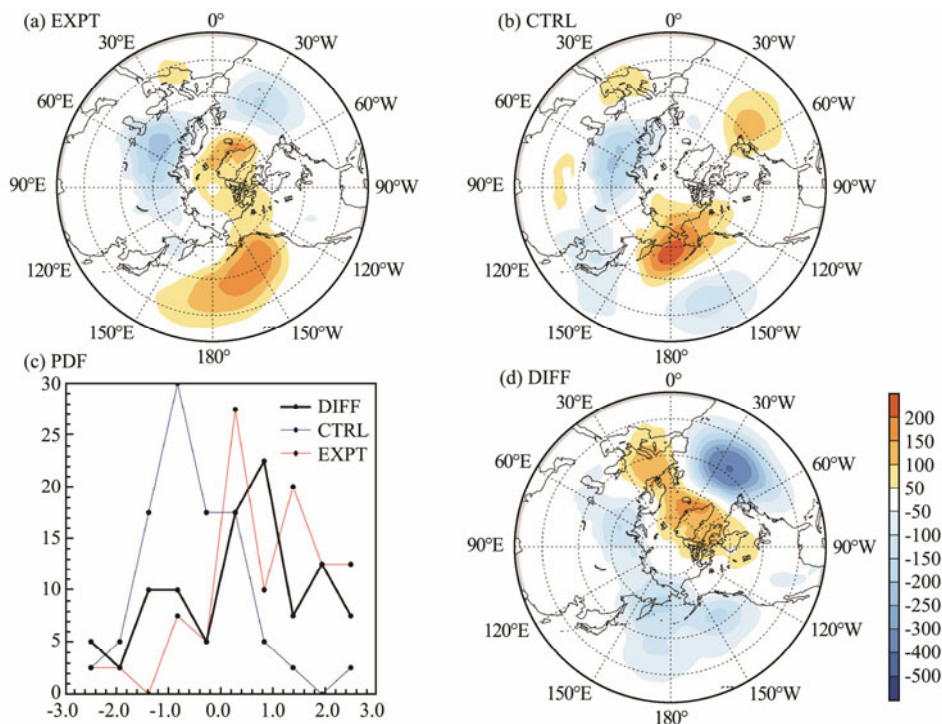 (a) EXPT
0°
30°E
30°W
60°E
60°W
90°E
90°W
120°E
120°W
150°E
150°W
180°
(b) CTRL
0°
30°E
30°W
60°E
60°W
90°E
90°W
120°E
120°W
150°E
150°W
180°
(c) PDF
30
25
20
15
10
5
0
-3.0 -2.0 -1.0 0.0 1.0 2.0 3.0
DIFF
CTRL
EXPT
(d) DIFF
0°
30°E
30°W
60°E
60°W
90°E
90°W
120°E
120°W
150°E
150°W
180°
200
150
100
50
-50
-100
-150
-200
-250
-300
-400
-500